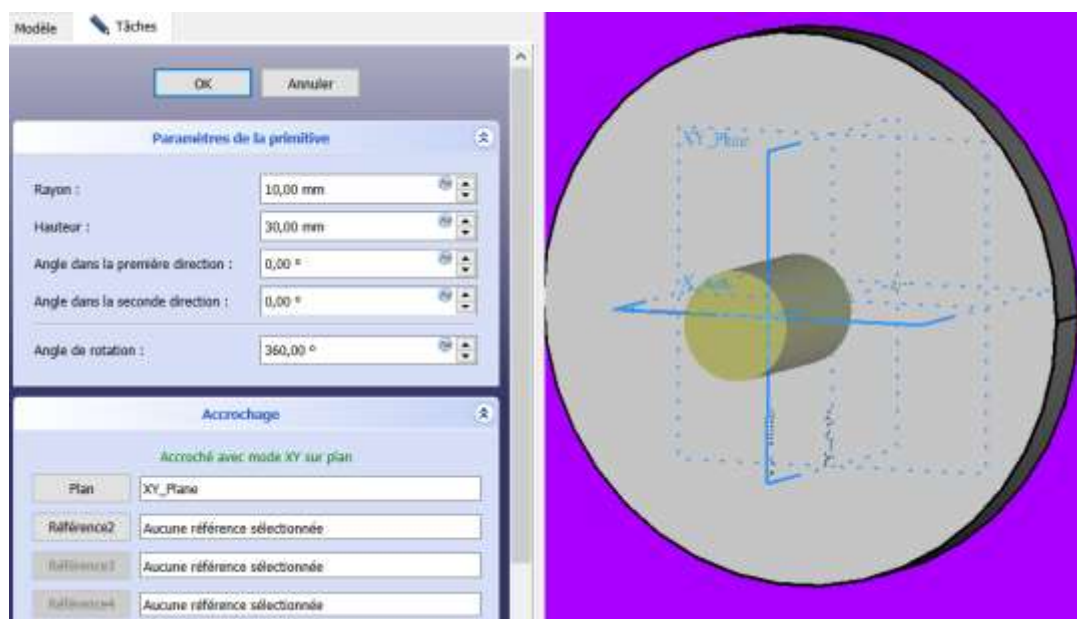 Modèle
Tâches
OK
Annuler
Paramètres de la primitive
Rayon :
10,00 mm
Hauteur :
30,00 mm
Angle dans la première direction :
0,00 °
Angle dans la seconde direction :
0,00 °
Angle de rotation :
360,00 °
Accrochage
Accroché avec mode XY sur plan
Plan
XY_Plane
Référence2
Aucune référence sélectionnée
Référence3
Aucune référence sélectionnée
Référence4
Aucune référence sélectionnée
XY_Plane